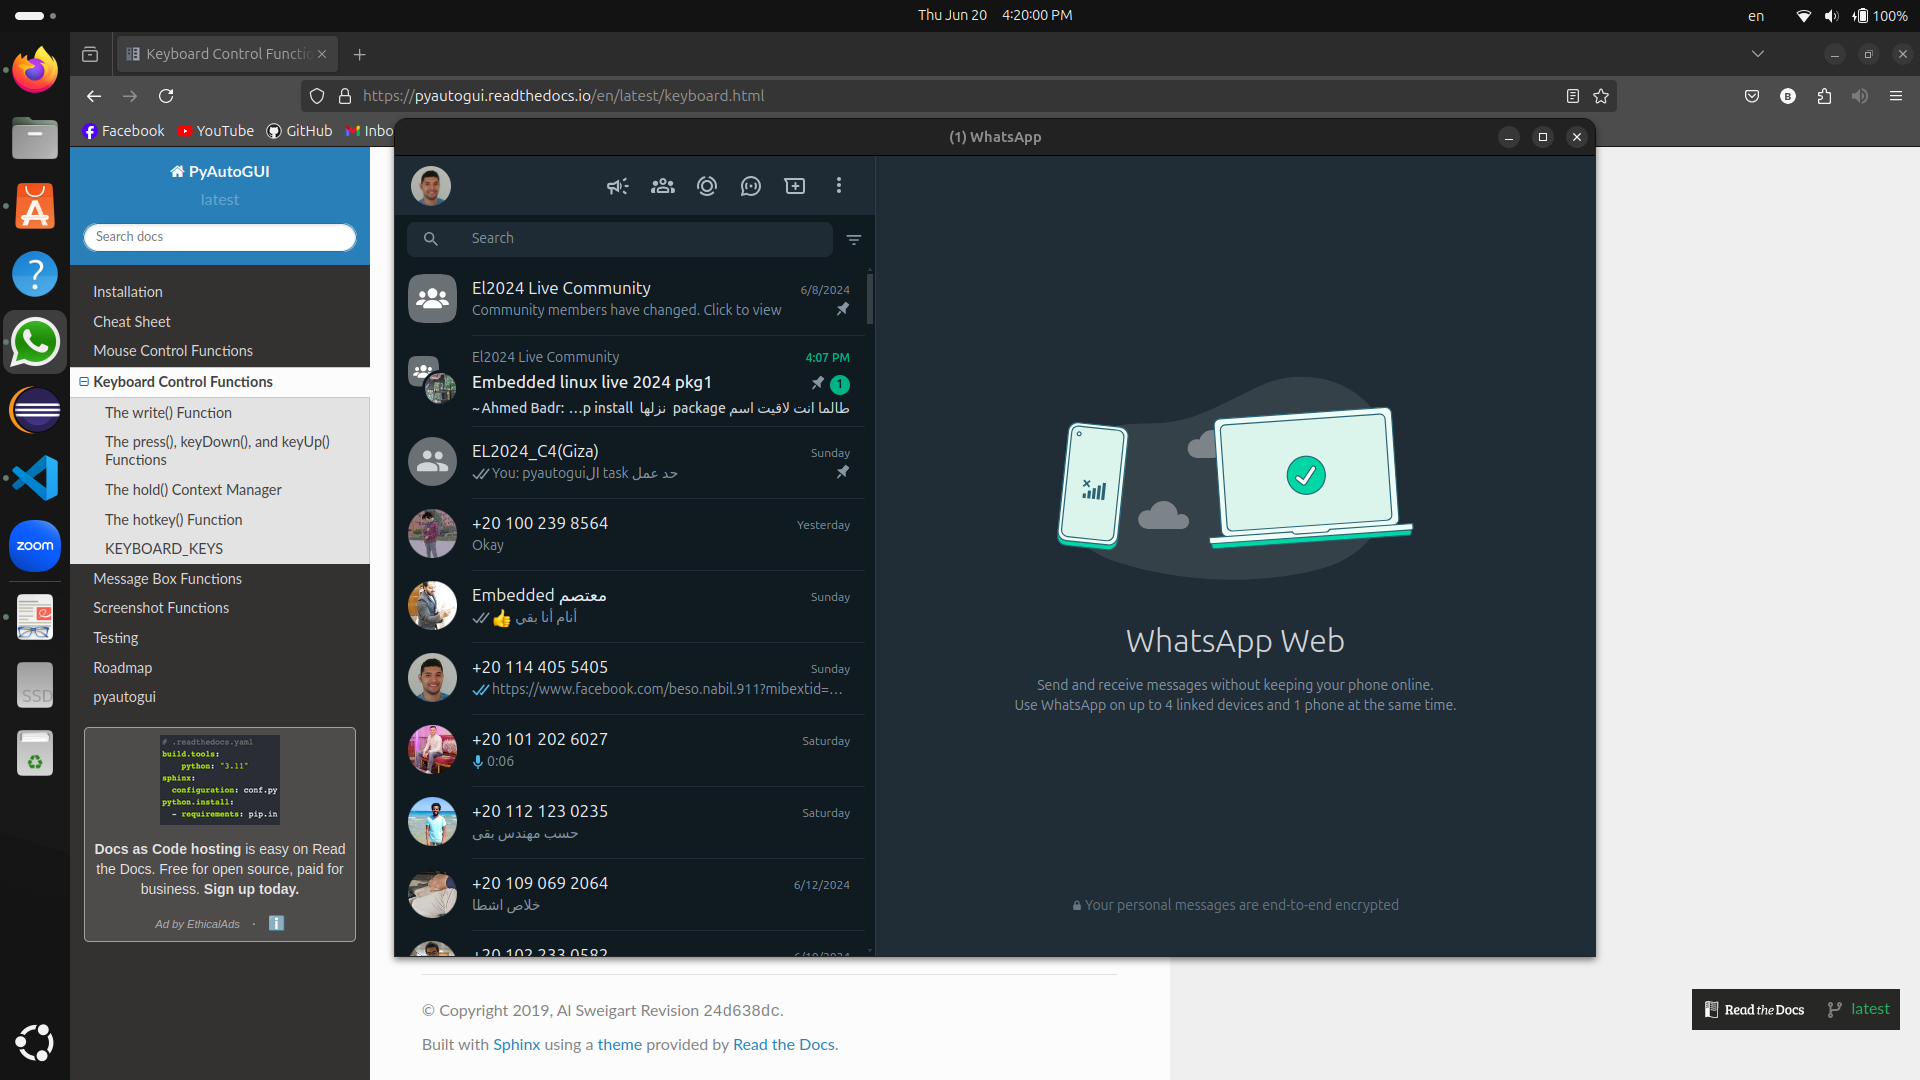 Thu Jun 20 4:20:00 PM
en
100%
Keyboard Control Functio
https://pyautogui.readthedocs.io/en/latest/keyboard.html
B
Facebook
YouTube
GitHub
Inbo
PyAutoGUI
latest
Search docs
Installation
Cheat Sheet
Mouse Control Functions
Keyboard Control Functions
The write() Function
The press(), keyDown(), and keyUp()
Functions
The hold() Context Manager
The hotkey() Function
KEYBOARD_KEYS
Message Box Functions
Screenshot Functions
Testing
Roadmap
pyautogui
# .readthedocs.yaml
build.tools:
python: "3.11"
sphinx:
configuration: conf.py
python.install:
- requirements: pip.in
Docs as Code hosting is easy on Read
the Docs. Free for open source, paid for
business. Sign up today.
Ad by EthicalAds ·
zoom
SSD
(1) WhatsApp
Search
El2024 Live Community
6/8/2024
Community members have changed. Click to view
El2024 Live Community
4:07 PM
Embedded linux live 2024 pkg1
1
~Ahmed Badr: …p install طالما انت لاقيت اسم package نزلها
EL2024_C4(Giza)
Sunday
You: pyautogui حد عمل task ال
+20 100 239 8564
Yesterday
Okay
Embedded معتصم
Sunday
👍 أنام أنا بقي
+20 114 405 5405
Sunday
https://www.facebook.com/beso.nabil.911?mibextid=…
+20 101 202 6027
Saturday
0:06
+20 112 123 0235
Saturday
حسب مهندس بقى
+20 109 069 2064
6/12/2024
خلاص اشطا
+20 102 233 0582
WhatsApp Web
Send and receive messages without keeping your phone online.
Use WhatsApp on up to 4 linked devices and 1 phone at the same time.
Your personal messages are end-to-end encrypted
© Copyright 2019, Al Sweigart Revision 24d638dc.
Built with Sphinx using a theme provided by Read the Docs.
Read the Docs
latest